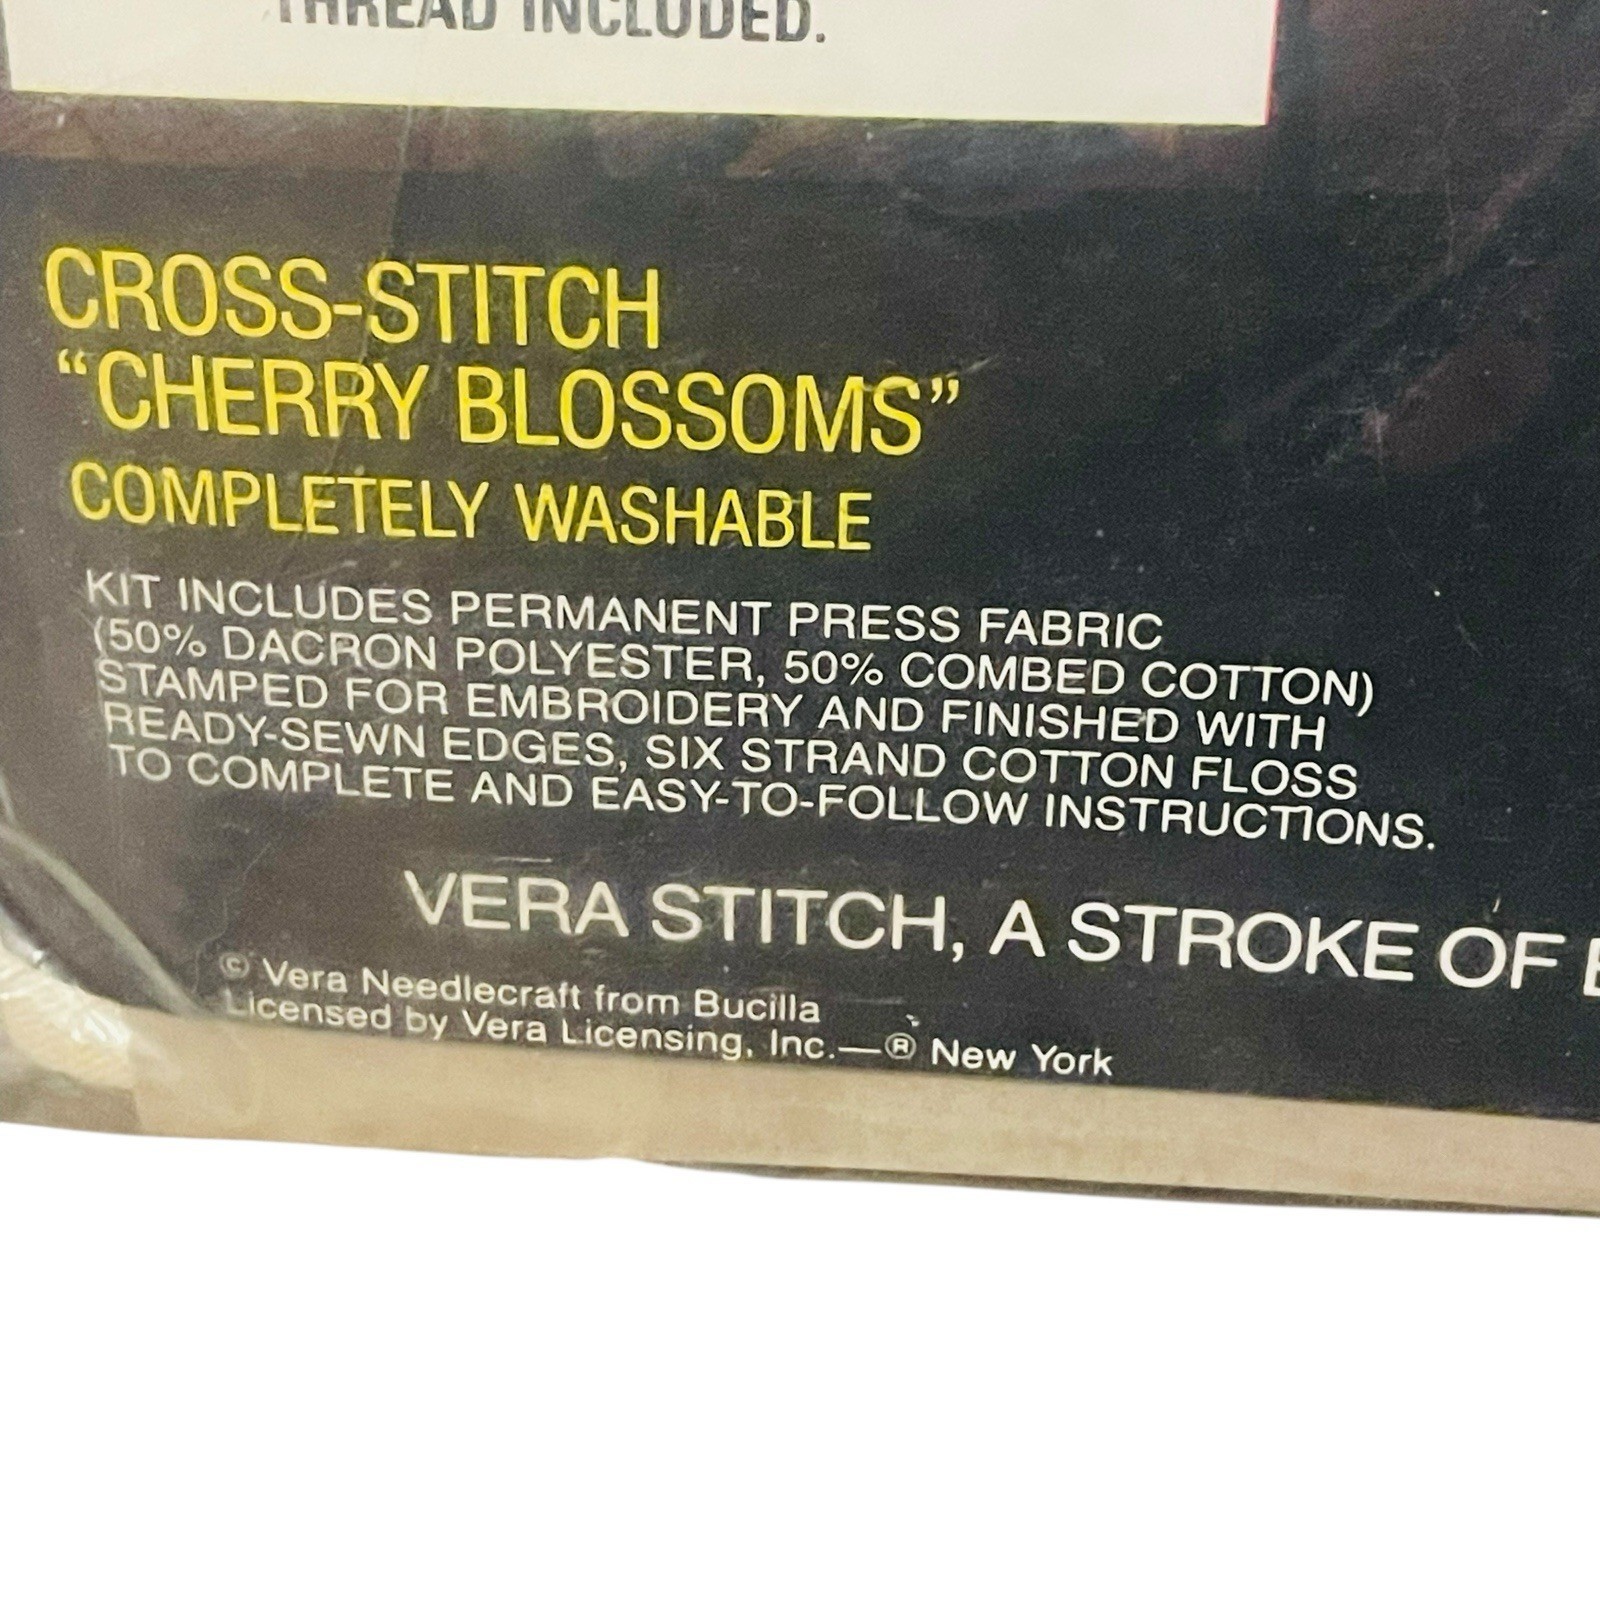 THREAD INCLUDED.
CROSS-STITCH
“CHERRY BLOSSOMS”
COMPLETELY WASHABLE
KIT INCLUDES PERMANENT PRESS FABRIC
(50% DACRON POLYESTER, 50% COMBED COTTON)
STAMPED FOR EMBROIDERY AND FINISHED WITH
READY-SEWN EDGES, SIX STRAND COTTON FLOSS
TO COMPLETE AND EASY-TO-FOLLOW INSTRUCTIONS.
VERA STITCH, A STROKE OF
© Vera Needlecraft from Bucilla
Licensed by Vera Licensing, Inc.—® New York